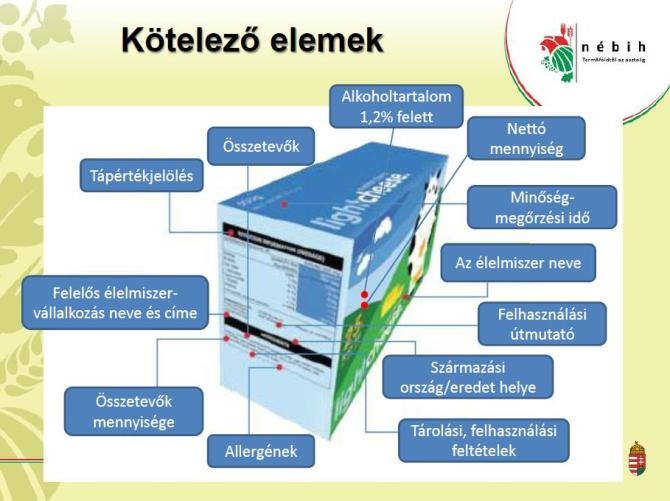 Kötelező elemek
nébih
Termőföldtől az asztalig
Alkoholtartalom
1,2% felett
Nettó
mennyiség
Összetevők
Tápértékjelölés
Minőség-
megőrzési idő
light cheese.
Az élelmiszer neve
Felelős élelmiszer-
vállalkozás neve és címe
Felhasználási
útmutató
Származási
ország/eredet helye
Összetevők
mennyisége
light cheese.
Tárolási, felhasználási
feltételek
Allergének